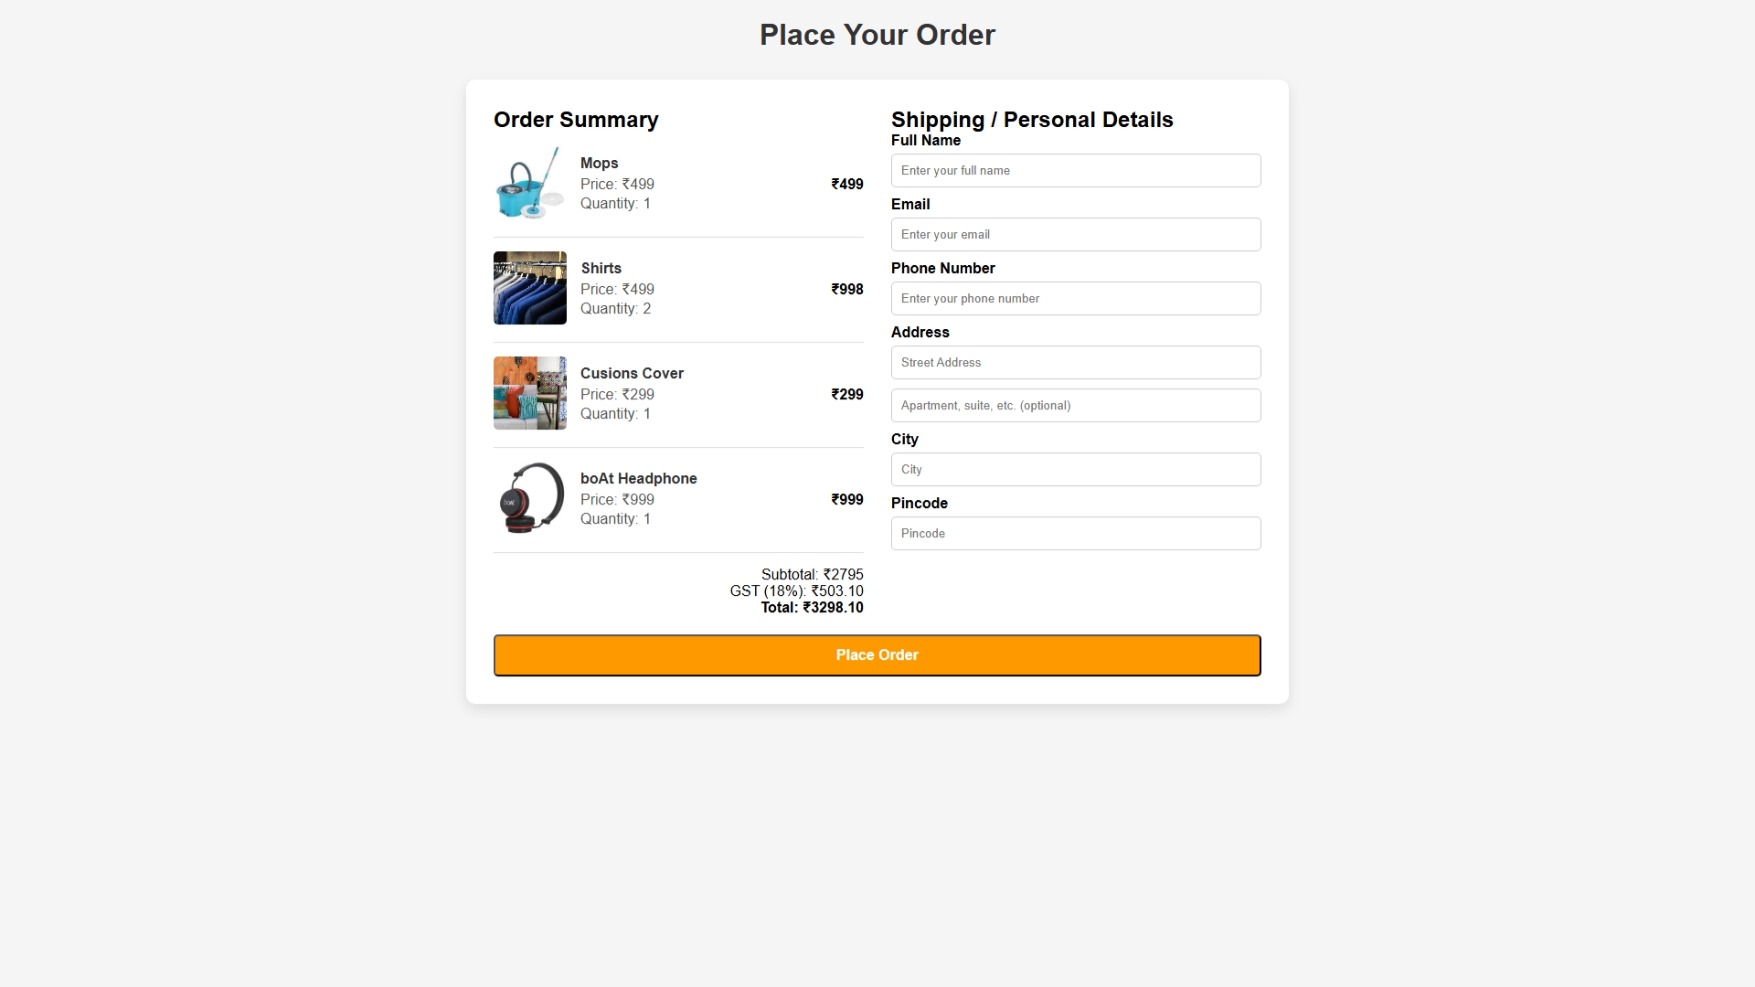 Place Your Order
Order Summary
Mops
Price: ₹499
Quantity: 1
₹499
Shirts
Price: ₹499
Quantity: 2
₹998
Cusions Cover
Price: ₹299
Quantity: 1
₹299
boAt Headphone
Price: ₹999
Quantity: 1
₹999
Subtotal: ₹2795
GST (18%): ₹503.10
Total: ₹3298.10
Shipping / Personal Details
Full Name
Enter your full name
Email
Enter your email
Phone Number
Enter your phone number
Address
Street Address
Apartment, suite, etc. (optional)
City
City
Pincode
Pincode
Place Order